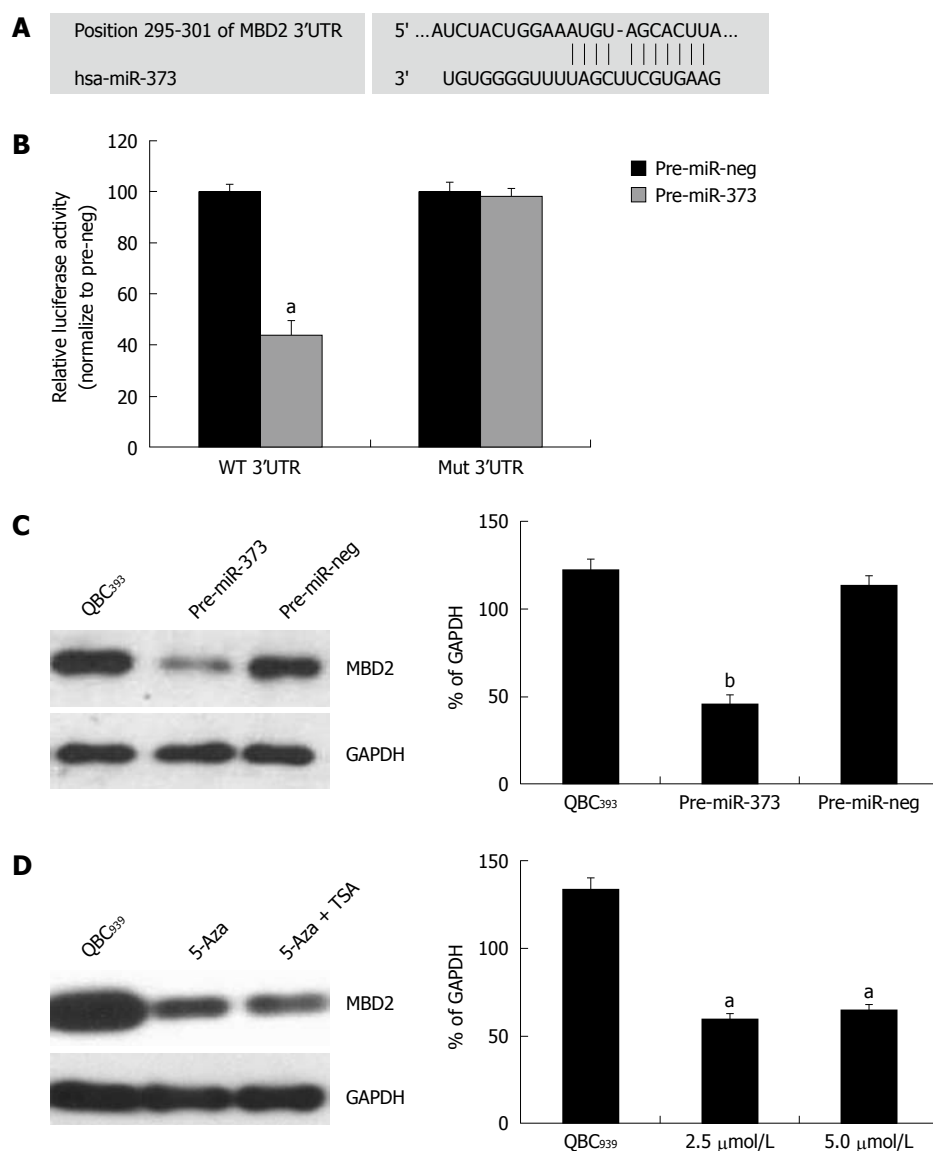 A
Position 295-301 of MBD2 3'UTR
5' ...AUCUACUGGAAAUGU-AGCACUUA...
hsa-miR-373
3' UGUGGGGUUUUAGCUUCGUGAAG
B
Relative luciferase activity
(normalize to pre-neg)
120
100
80
60
40
20
0
a
WT 3'UTR
Mut 3'UTR
Pre-miR-neg
Pre-miR-373
C
QBC393
Pre-miR-373
Pre-miR-neg
MBD2
GAPDH
% of GAPDH
150
100
50
0
b
QBC393
Pre-miR-373
Pre-miR-neg
D
QBC939
5-Aza
5-Aza + TSA
MBD2
GAPDH
% of GAPDH
150
100
50
0
a
a
QBC939
2.5 μmol/L
5.0 μmol/L